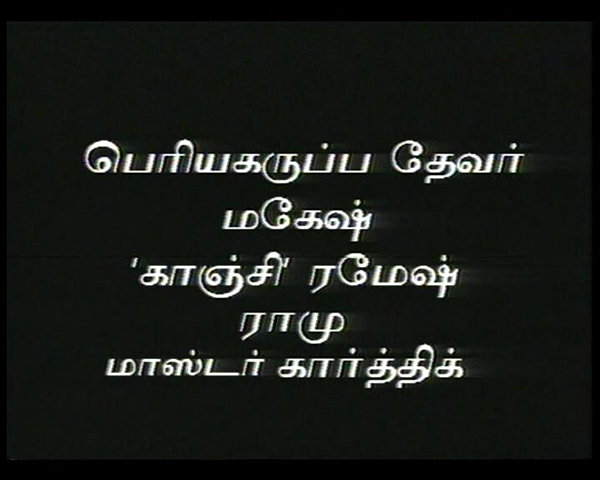 பெரியகருப்ப தேவர்
மகேஷ்
'காஞ்சி' ரமேஷ்
ராமு
மாஸ்டர் கார்த்திக்